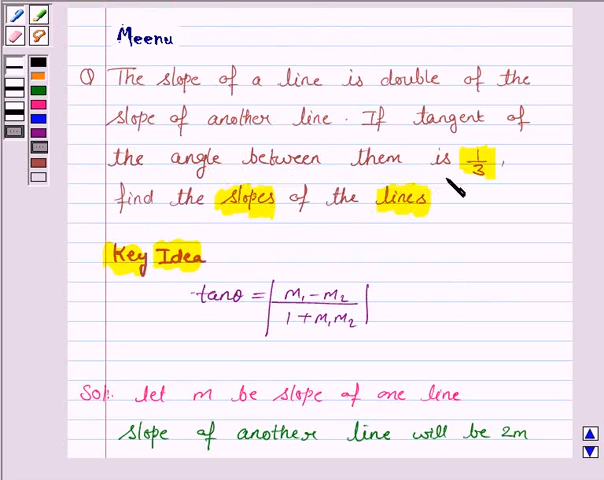 Meenu
Q The slope of a line is double of the
slope of another line. If tangent of
the angle between them is 1/3,
find the slopes of the lines
Key Idea
tanθ = | m₁ - m₂ / 1 + m₁m₂ |
Sol:. let m be slope of one line
slope of another line will be 2m